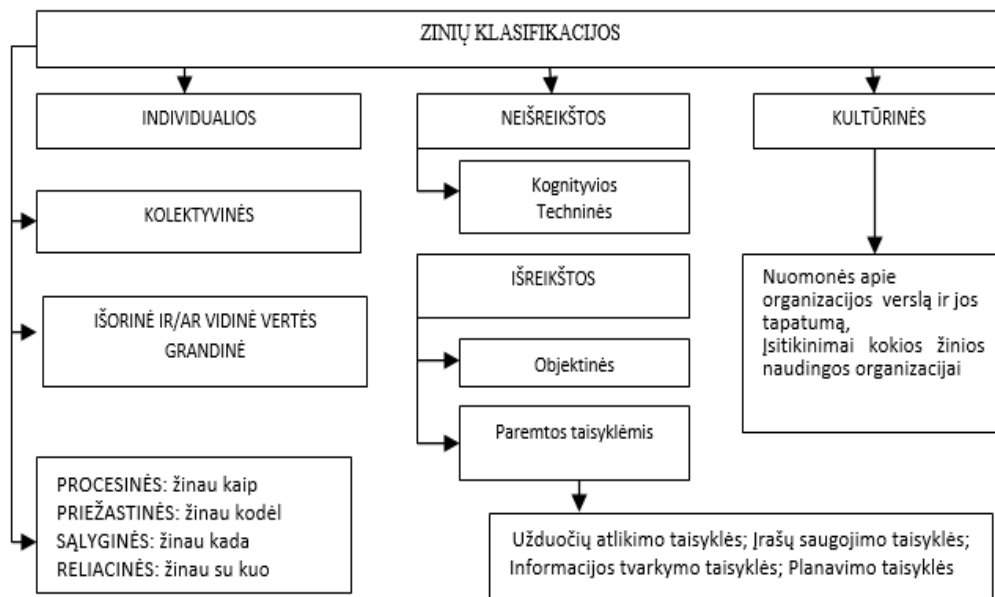 ZINIŲ KLASIFIKACIJOS
INDIVIDUALIOS
NEIŠREIKŠTOS
KULTŪRINĖS
Kognityvios
Techninės
KOLEKTYVINĖS
IŠREIKŠTOS
Nuomonės apie
organizacijos verslą ir jos
tapatumą,
Įsitikinimai kokios žinios
naudingos organizacijai
IŠORINĖ IR/AR VIDINĖ VERTĖS
GRANDINĖ
Objektinės
Paremtos taisyklėmis
PROCESINĖS: žinau kaip
PRIEŽASTINĖS: žinau kodėl
SĄLYGINĖS: žinau kada
RELIACINĖS: žinau su kuo
Užduočių atlikimo taisyklės; Įrašų saugojimo taisyklės;
Informacijos tvarkymo taisyklės; Planavimo taisyklės